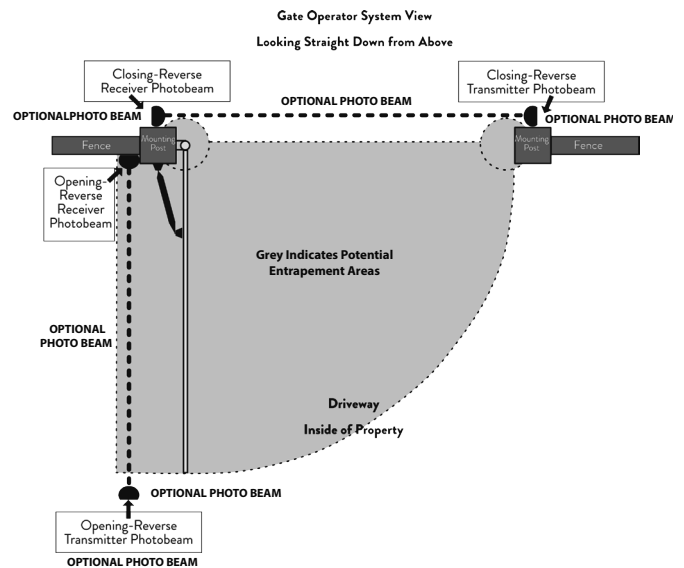 Gate Operator System View
Looking Straight Down from Above
Closing-Reverse
Receiver Photobeam
Closing-Reverse
Transmitter Photobeam
OPTIONAL PHOTO BEAM
OPTIONALPHOTO BEAM
OPTIONAL PHOTO BEAM
Fence
Mounting
Post
Mounting
Post
Fence
Opening-
Reverse
Receiver
Photobeam
Grey Indicates Potential
Entrapement Areas
OPTIONAL
PHOTO BEAM
Driveway
Inside of Property
OPTIONAL PHOTO BEAM
Opening-Reverse
Transmitter Photobeam
OPTIONAL PHOTO BEAM